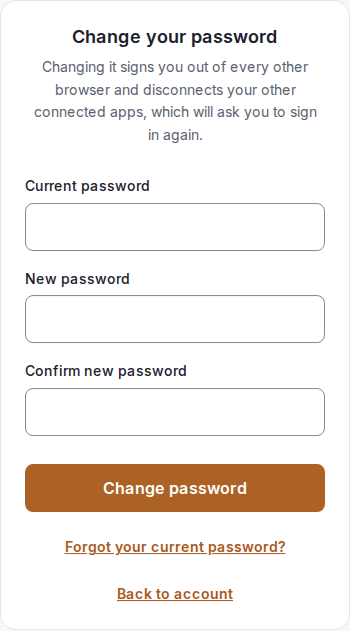 Change your password
Changing it signs you out of every other
browser and disconnects your other
connected apps, which will ask you to sign
in again.
Current password
New password
Confirm new password
Change password
Forgot your current password?
Back to account